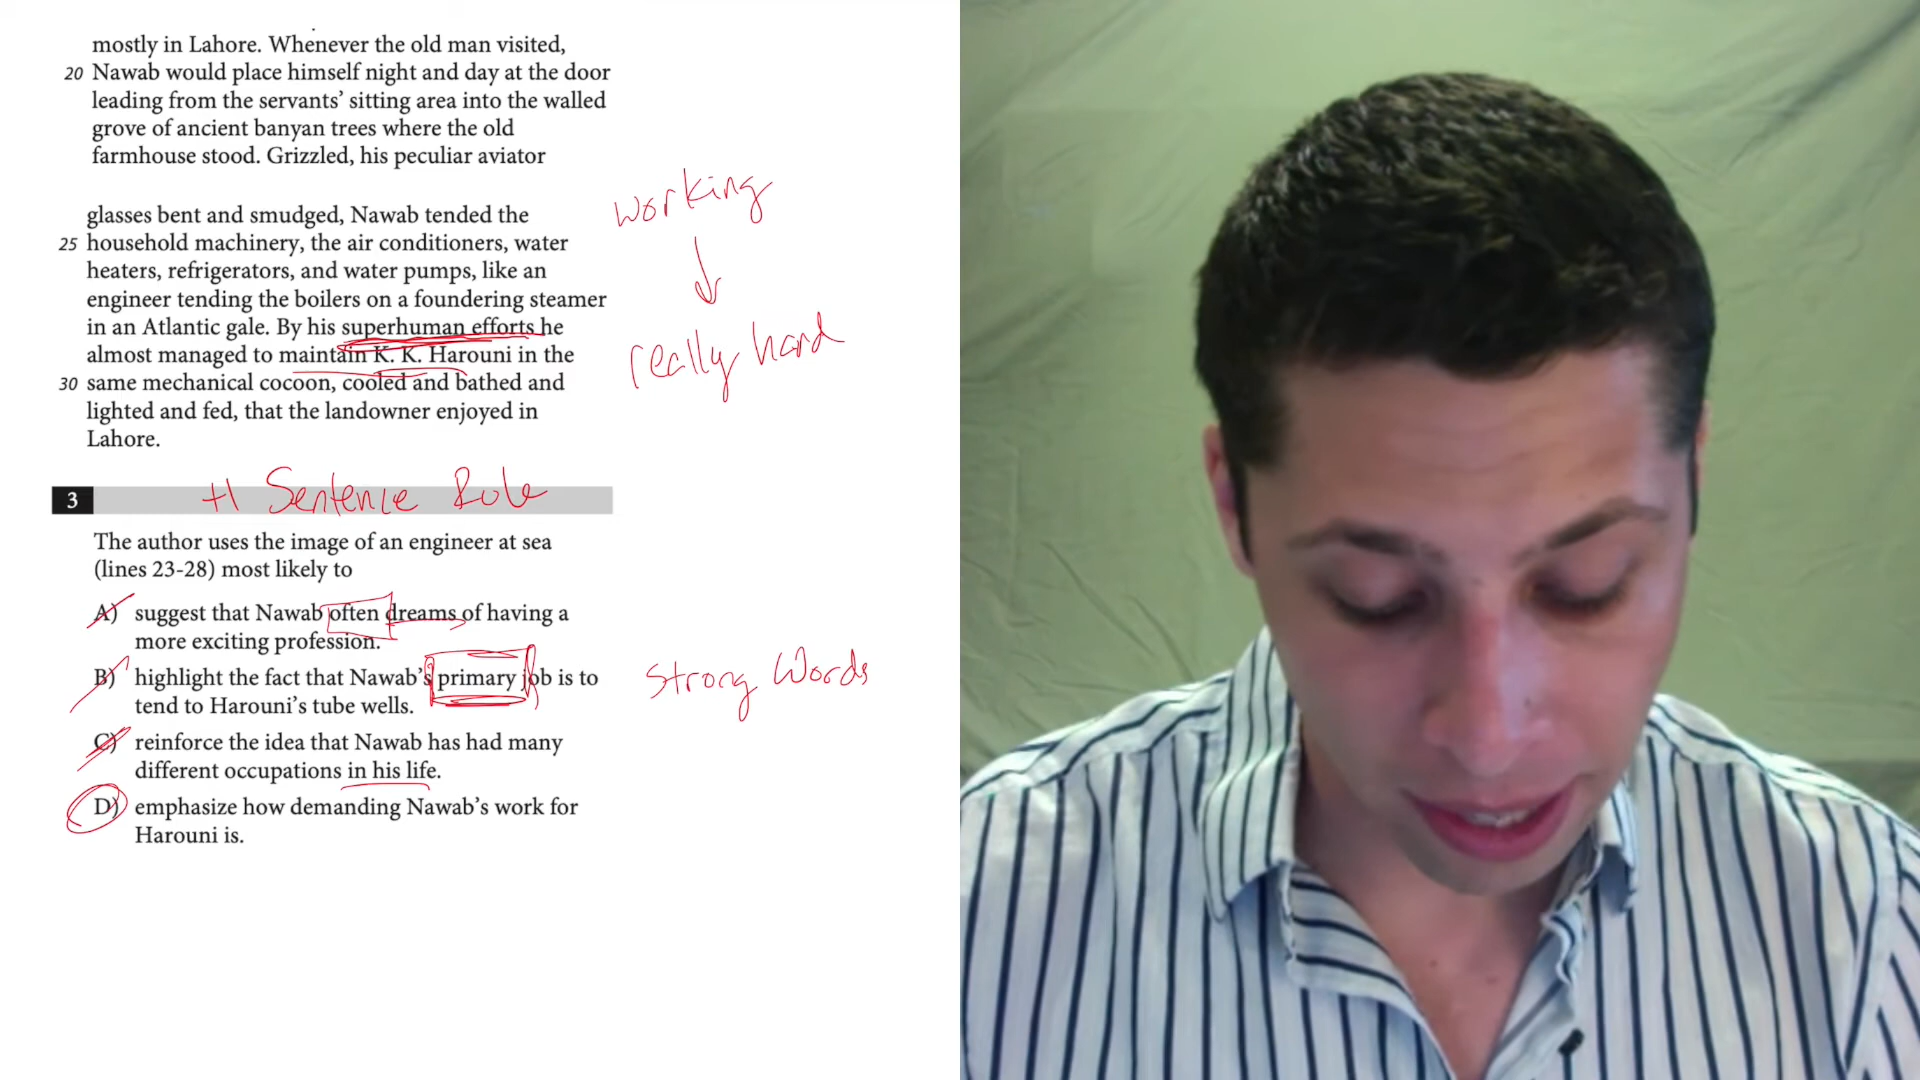 mostly in Lahore. Whenever the old man visited,
20 Nawab would place himself night and day at the door
leading from the servants’ sitting area into the walled
grove of ancient banyan trees where the old
farmhouse stood. Grizzled, his peculiar aviator
glasses bent and smudged, Nawab tended the
25 household machinery, the air conditioners, water
heaters, refrigerators, and water pumps, like an
engineer tending the boilers on a foundering steamer
in an Atlantic gale. By his superhuman efforts he
almost managed to maintain K. K. Harouni in the
30 same mechanical cocoon, cooled and bathed and
lighted and fed, that the landowner enjoyed in
Lahore.
working
really hard
3 +1 Sentence Rule
The author uses the image of an engineer at sea
(lines 23-28) most likely to
A) suggest that Nawab often dreams of having a
more exciting profession.
B) highlight the fact that Nawab’s primary job is to
tend to Harouni’s tube wells.
C) reinforce the idea that Nawab has had many
different occupations in his life.
D) emphasize how demanding Nawab’s work for
Harouni is.
Strong Words